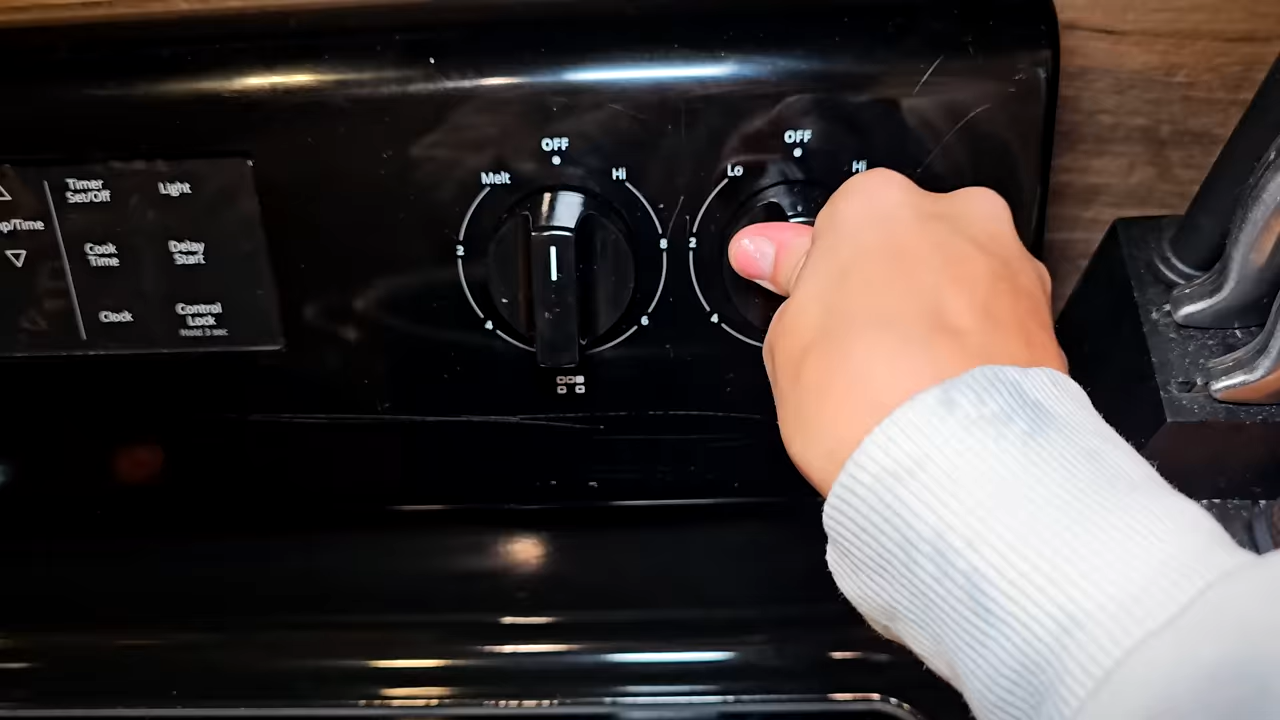 OFF
OFF
Melt
Hi
Lo
Hi
Timer
Set/Off
Light
p/Time
2
8
2
Cook
Time
Delay
Start
4
6
4
Clock
Control
Lock
Hold 3 sec